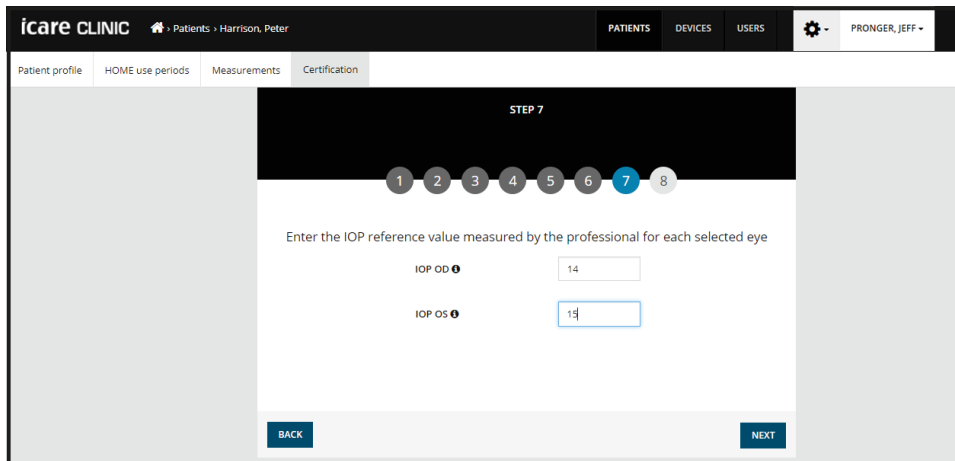 icare CLINIC > Patients > Harrison, Peter PATIENTS DEVICES USERS PRONGER, JEFF
Patient profile HOME use periods Measurements Certification
STEP 7
1 2 3 4 5 6 7 8
Enter the IOP reference value measured by the professional for each selected eye
IOP OD 14
IOP OS 15
BACK NEXT